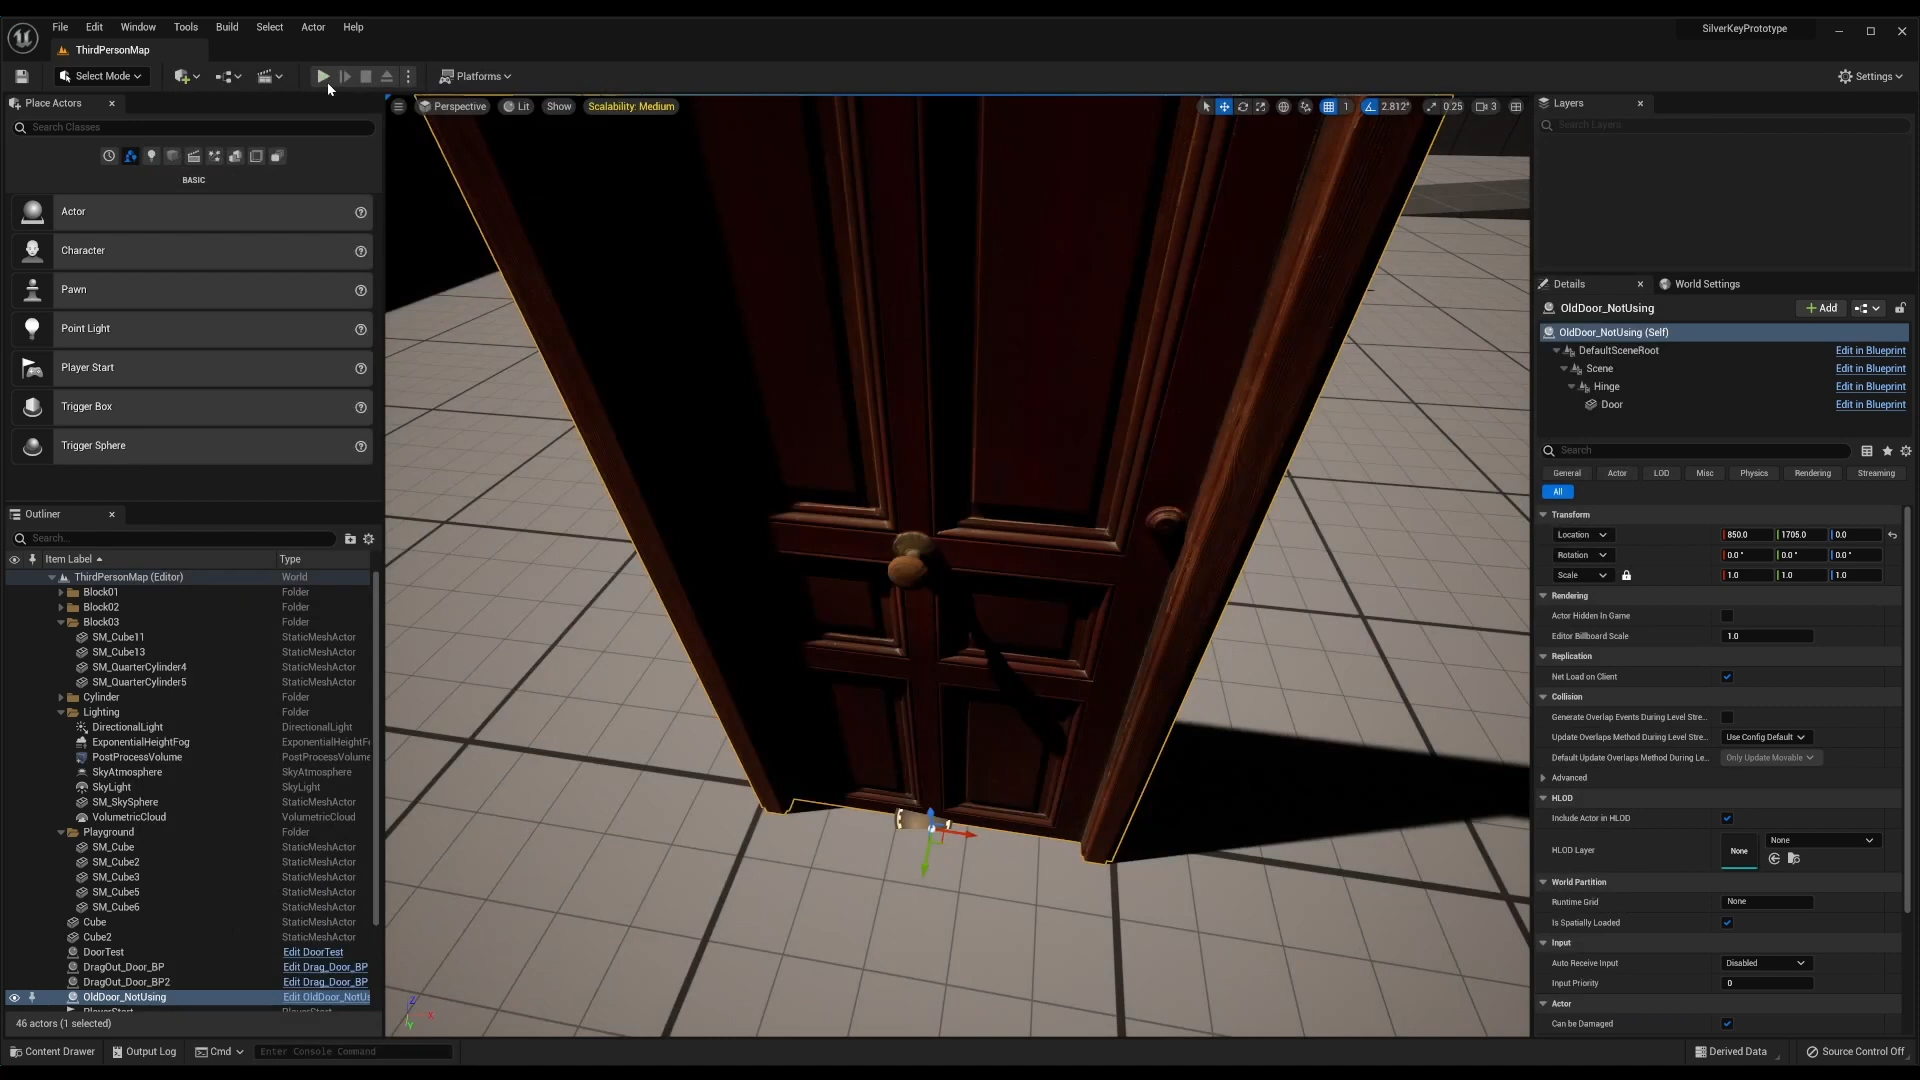 File Edit Window Tools Build Select Actor Help
SilverKeyPrototype
ThirdPersonMap
Select Mode
Platforms
Settings
Place Actors
Search Classes
BASIC
Actor
Character
Pawn
Point Light
Player Start
Trigger Box
Trigger Sphere
Perspective Lit Show Scalability: Medium
1 2.812° 0.25 3
Layers
Search Layers
Details World Settings
OldDoor_NotUsing
Add
OldDoor_NotUsing (Self)
DefaultSceneRoot Edit in Blueprint
Scene Edit in Blueprint
Hinge Edit in Blueprint
Door Edit in Blueprint
Search
General Actor LOD Misc Physics Rendering Streaming
All
Transform
Location 850.0 1705.0 0.0
Rotation 0.0° 0.0° 0.0°
Scale 1.0 1.0 1.0
Rendering
Actor Hidden In Game
Editor Billboard Scale 1.0
Replication
Net Load on Client
Collision
Generate Overlap Events During Level Stre...
Update Overlaps Method During Level Stre... Use Config Default
Default Update Overlaps Method During Le... Only Update Movable
Advanced
HLOD
Include Actor in HLOD
HLOD Layer None None
World Partition
Runtime Grid None
Is Spatially Loaded
Input
Auto Receive Input Disabled
Input Priority 0
Actor
Can be Damaged
Outliner
Search...
Item Label Type
ThirdPersonMap (Editor) World
Block01 Folder
Block02 Folder
Block03 Folder
SM_Cube11 StaticMeshActor
SM_Cube13 StaticMeshActor
SM_QuarterCylinder4 StaticMeshActor
SM_QuarterCylinder5 StaticMeshActor
Cylinder Folder
Lighting Folder
DirectionalLight DirectionalLight
ExponentialHeightFog ExponentialHeightF
PostProcessVolume PostProcessVolume
SkyAtmosphere SkyAtmosphere
SkyLight SkyLight
SM_SkySphere StaticMeshActor
VolumetricCloud VolumetricCloud
Playground Folder
SM_Cube StaticMeshActor
SM_Cube2 StaticMeshActor
SM_Cube3 StaticMeshActor
SM_Cube5 StaticMeshActor
SM_Cube6 StaticMeshActor
Cube StaticMeshActor
Cube2 StaticMeshActor
DoorTest Edit DoorTest
DragOut_Door_BP Edit Drag_Door_BP
DragOut_Door_BP2 Edit Drag_Door_BP
OldDoor_NotUsing Edit OldDoor_NotUs
46 actors (1 selected)
Z
X
Y
Content Drawer Output Log Cmd Enter Console Command
Derived Data Source Control Off